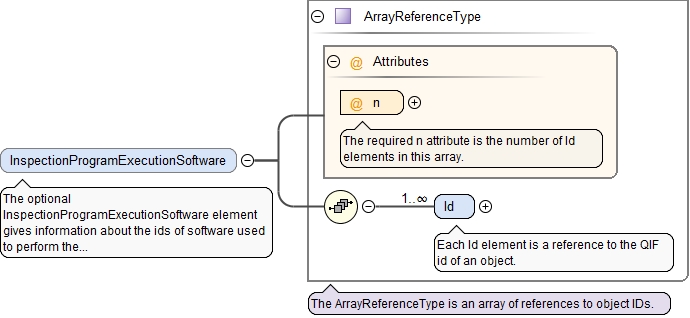 ArrayReferenceType
@ Attributes
@ n
The required n attribute is the number of Id
elements in this array.
InspectionProgramExecutionSoftware
The optional
InspectionProgramExecutionSoftware element
gives information about the ids of software used
to perform the...
1..∞
Id
Each Id element is a reference to the QIF
id of an object.
The ArrayReferenceType is an array of references to object IDs.